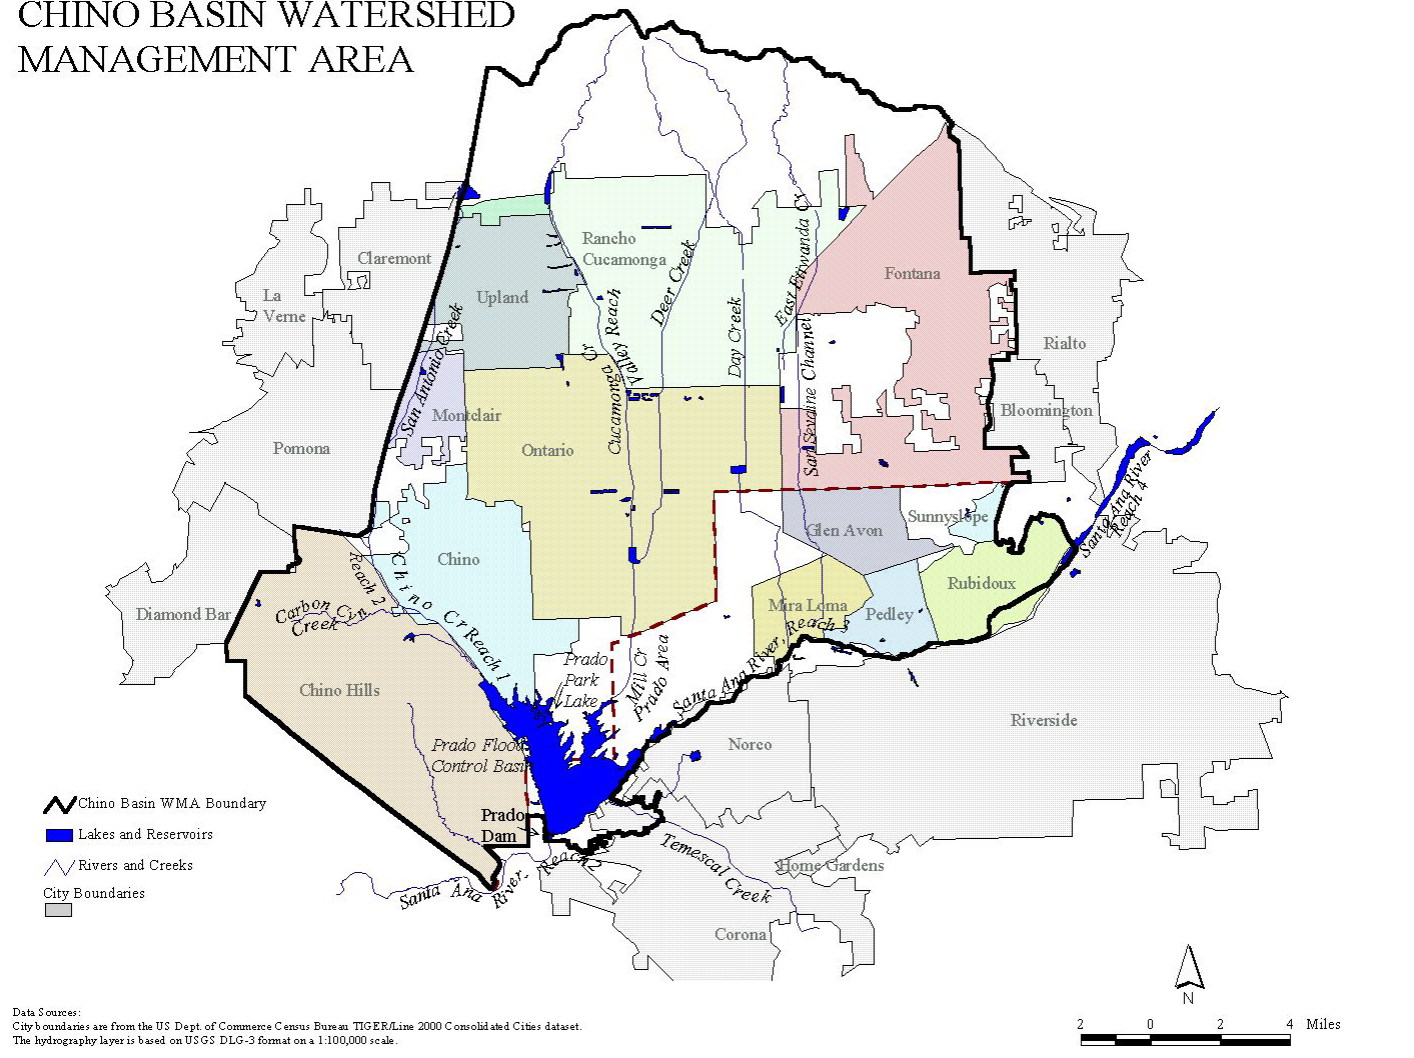 CHINO BASIN WATERSHED
MANAGEMENT AREA
Claremont
La
Verne
Rancho
Cucamonga
Upland
Fontana
Rialto
Bloomington
Montclair
Pomona
Ontario
Chino
Diamond Bar
Chino Hills
Glen Avon
Sunnyslope
Rubidoux
Mira Loma
Pedley
Riverside
Norco
Home Gardens
Corona
San Antonio Creek
Cucamonga Cr
Valley Reach
Deer Creek
Day Creek
East Etiwanda Cr
San Sevaine Channel
Santa Ana River
Reach 4
Reach 2
Chino Cr Reach 1
Carbon Cyn
Creek
Prado
Park
Lake
Mill Cr
Prado Area
Santa Ana River, Reach 3
Prado Flood
Control Basin
Prado
Dam
Santa Ana River, Reach 2
Temescal Creek
Chino Basin WMA Boundary
Lakes and Reservoirs
Rivers and Creeks
City Boundaries
N
2 0 2 4 Miles
Data Sources:
City boundaries are from the US Dept. of Commerce Census Bureau TIGER/Line 2000 Consolidated Cities dataset.
The hydrography layer is based on USGS DLG-3 format on a 1:100,000 scale.